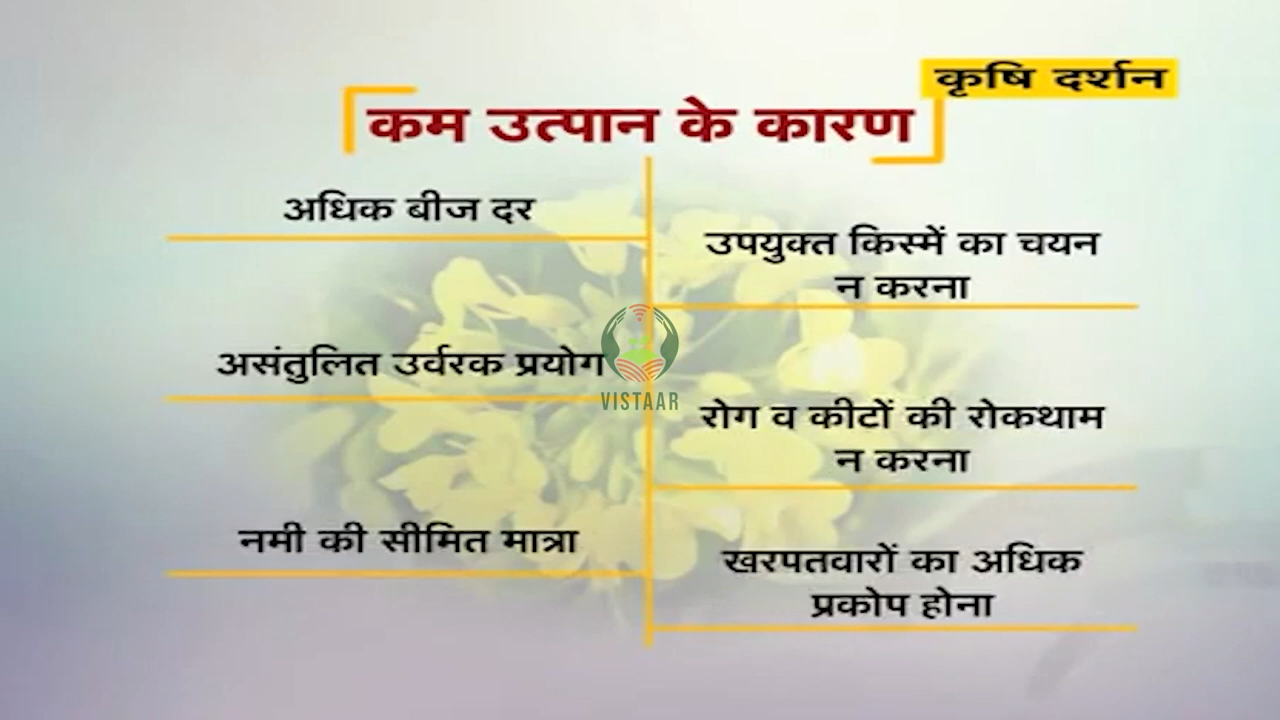 कृषि दर्शन
कम उत्पान के कारण
अधिक बीज दर
उपयुक्त किस्में का चयन
न करना
असंतुलित उर्वरक प्रयोग
VISTAAR
रोग व कीटों की रोकथाम
न करना
नमी की सीमित मात्रा
खरपतवारों का अधिक
प्रकोप होना